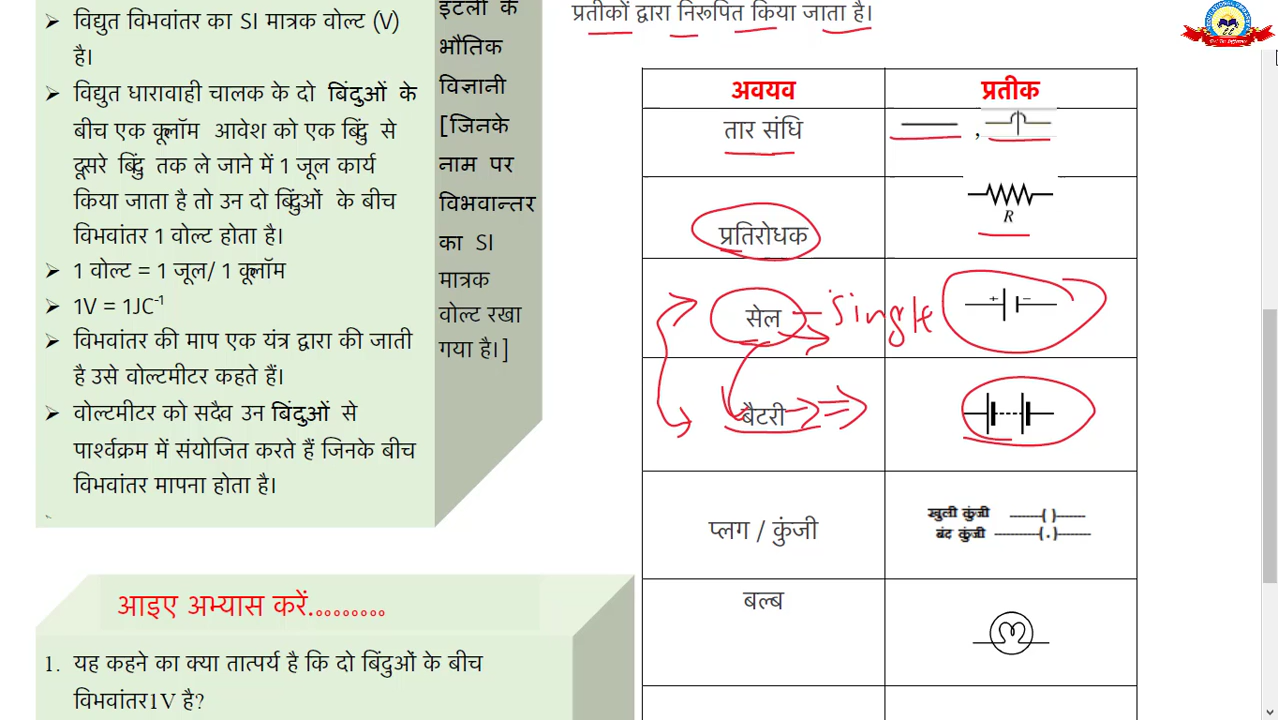 विद्युत विभवांतर का SI मात्रक वोल्ट (V)
है।
विद्युत धारावाही चालक के दो बिंदुओं के
बीच एक कूलॉम आवेश को एक बिंदु से
दूसरे बिंदु तक ले जाने में 1 जूल कार्य
किया जाता है तो उन दो बिंदुओं के बीच
विभवांतर 1 वोल्ट होता है।
1 वोल्ट = 1 जूल/ 1 कूलॉम
1V = 1JC⁻¹
विभवांतर की माप एक यंत्र द्वारा की जाती
है उसे वोल्टमीटर कहते हैं।
वोल्टमीटर को सदैव उन बिंदुओं से
पार्श्वक्रम में संयोजित करते हैं जिनके बीच
विभवांतर मापना होता है।
इटली के
भौतिक
विज्ञानी
[जिनके
नाम पर
विभवान्तर
का SI
मात्रक
वोल्ट रखा
गया है।]
आइए अभ्यास करें.........
1. यह कहने का क्या तात्पर्य है कि दो बिंदुओं के बीच
विभवांतर1V है?
प्रतीकों द्वारा निरूपित किया जाता है।
अवयव प्रतीक
तार संधि ,
प्रतिरोधक R
सेल single + −
बैटरी
प्लग / कुंजी
खुली कुंजी ( )
बंद कुंजी (.)
बल्ब